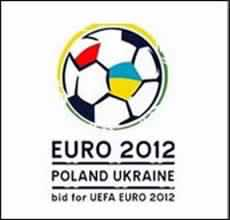 EURO 2012
POLAND UKRAINE
bid for UEFA EURO 2012